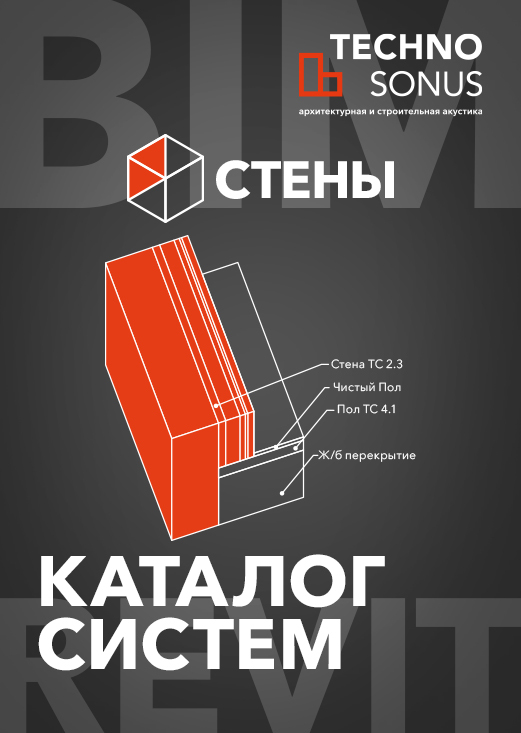 BIM
TECHNO
SONUS
архитектурная и строительная акустика
СТЕНЫ
Стена ТС 2.3
Чистый Пол
Пол ТС 4.1
Ж/б перекрытие
КАТАЛОГ
СИСТЕМ
REVIT